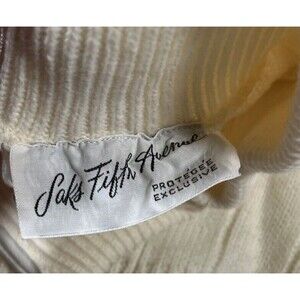 Saks Fifth Avenue
PROTEGÉE
EXCLUSIVE